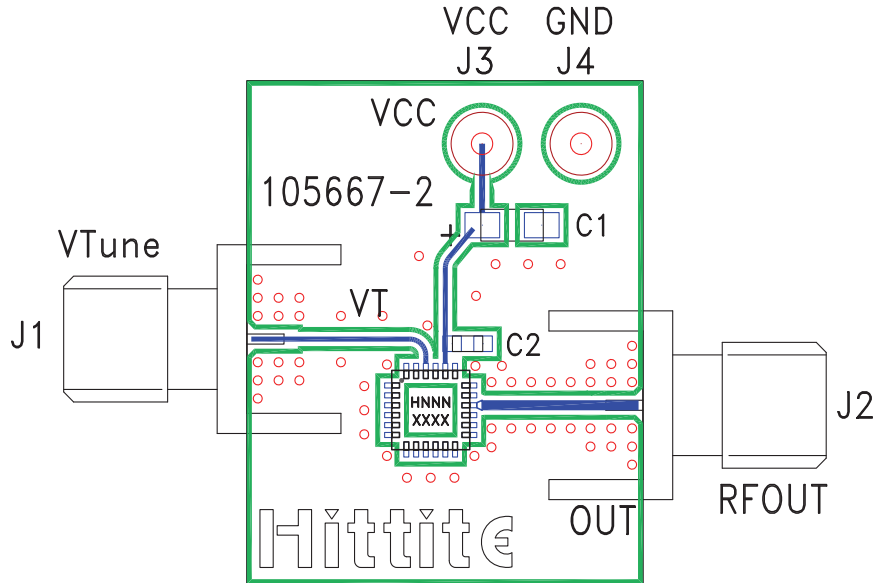 VCC GND
J3 J4
VCC
105667-2
C1
VTune
VT
J1
C2
HNNN
XXXX
J2
RFOUT
OUT
Hittite